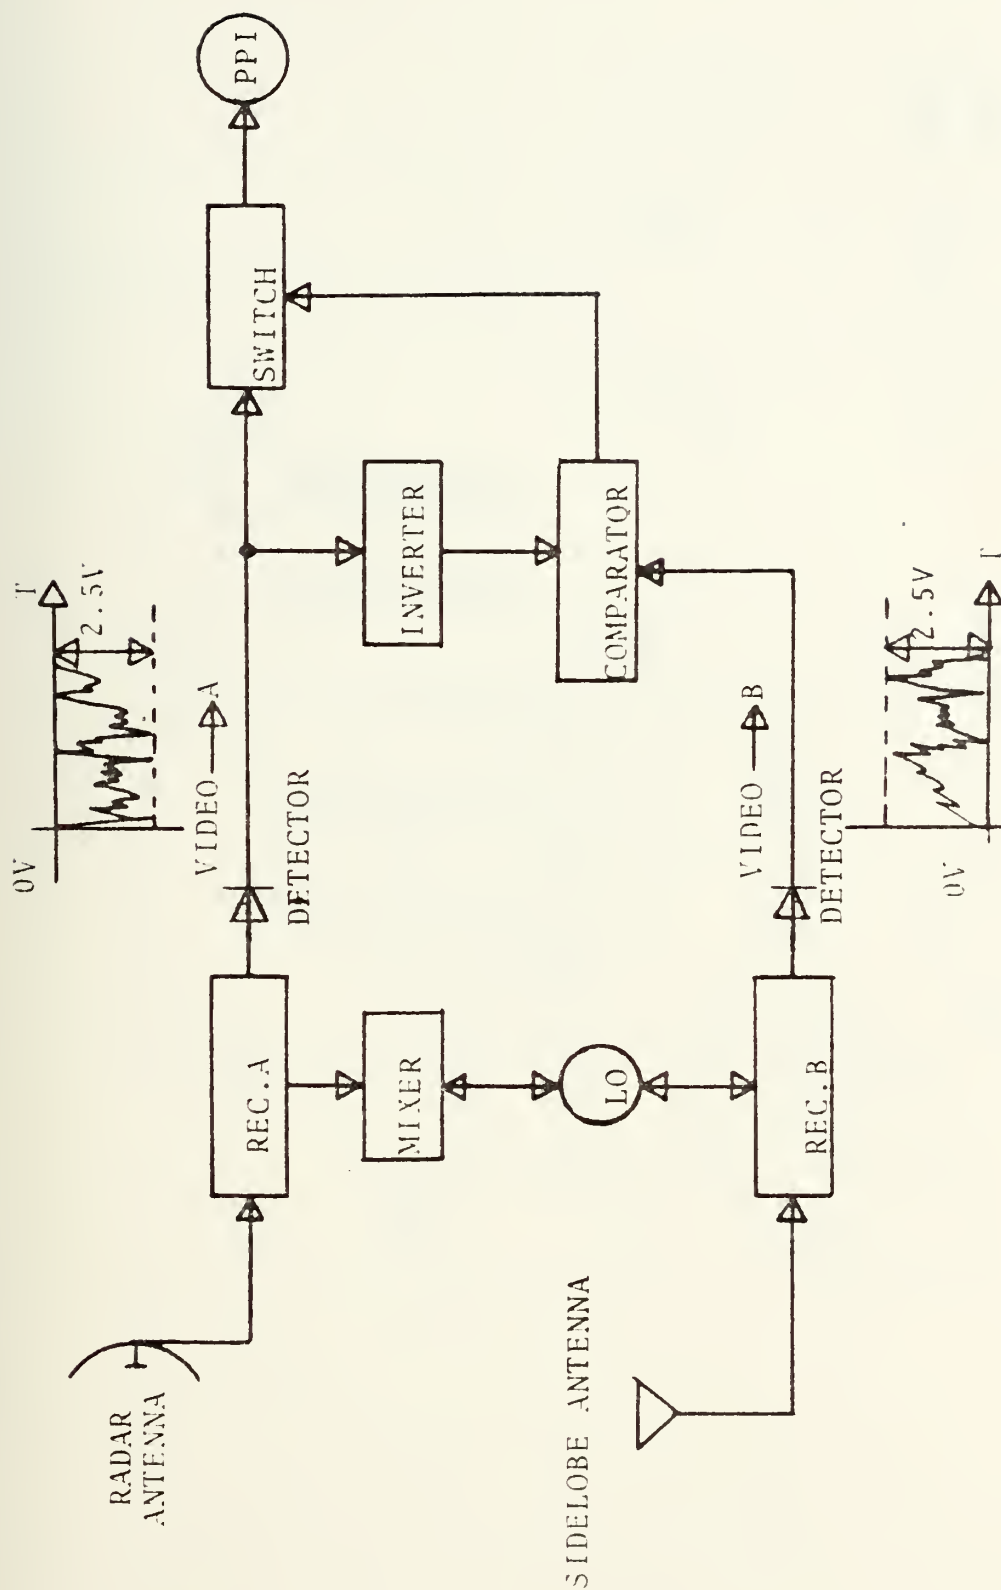 RADAR
ANTENNA
REC.A
DETECTOR
VIDEO
A
0V
2.5V
T
SWITCH
PPI
MIXER
INVERTER
LO
COMPARATOR
SIDELOBE ANTENNA
REC.B
DETECTOR
VIDEO
B
0V
2.5V
T